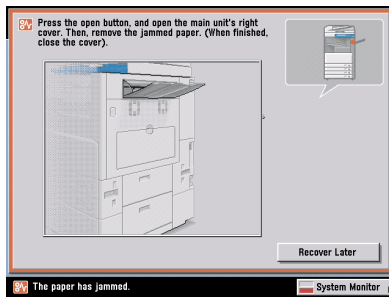 Press the open button, and open the main unit's right
cover. Then, remove the jammed paper. (When finished,
close the cover).
Recover Later
The paper has jammed.
System Monitor